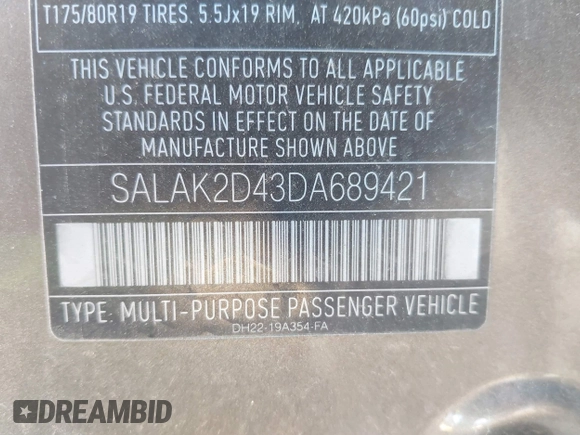 T175/80R19 TIRES. 5.5Jx19 RIM, AT 420kPa (60psi) COLD
THIS VEHICLE CONFORMS TO ALL APPLICABLE
U.S. FEDERAL MOTOR VEHICLE SAFETY
STANDARDS IN EFFECT ON THE DATE OF
MANUFACTURE SHOWN ABOVE
SALAK2D43DA689421
TYPE: MULTI-PURPOSE PASSENGER VEHICLE
DH22-19A354-FA
DREAMBID